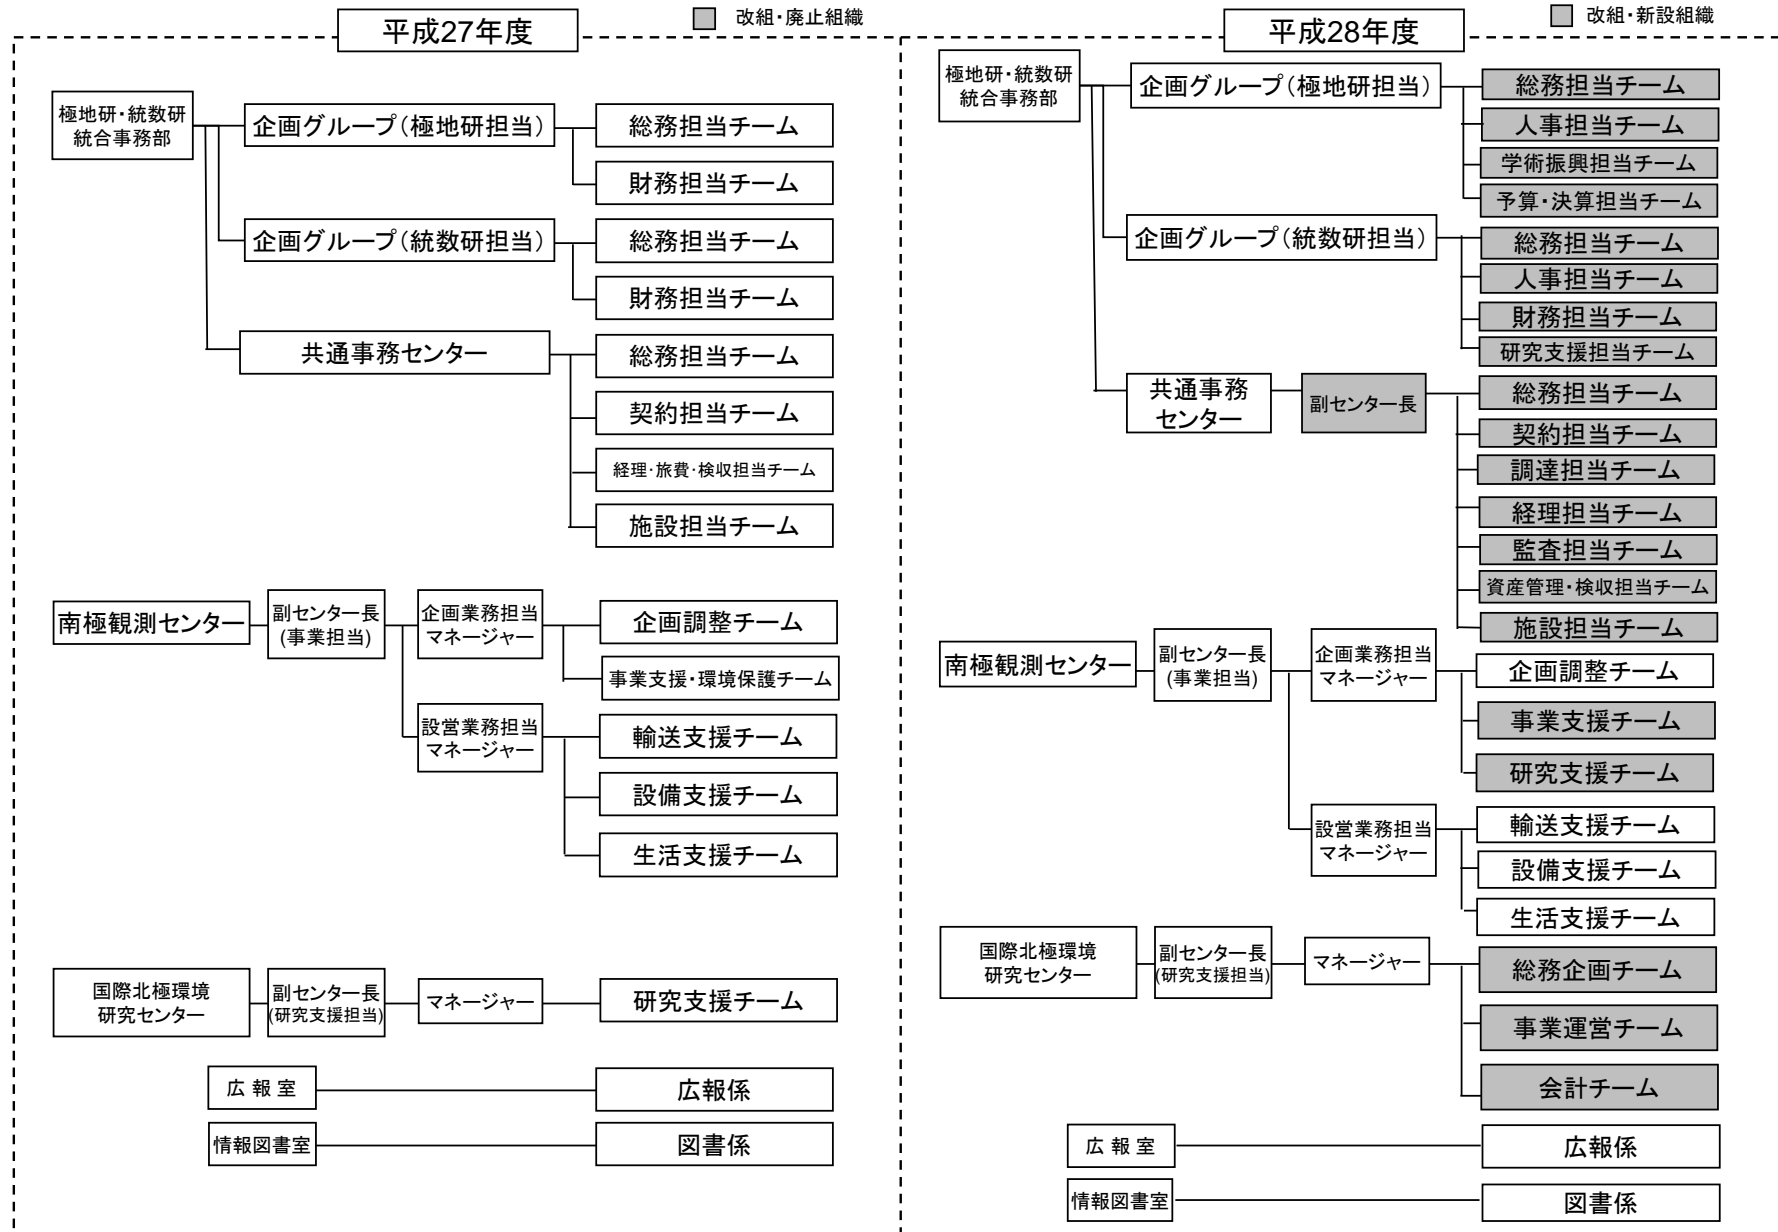 平成27年度
改組・廃止組織
極地研・統数研
統合事務部
企画グループ(極地研担当)
総務担当チーム
財務担当チーム
企画グループ(統数研担当)
総務担当チーム
財務担当チーム
共通事務センター
総務担当チーム
契約担当チーム
経理・旅費・検収担当チーム
施設担当チーム
南極観測センター
副センター長
(事業担当)
企画業務担当
マネージャー
企画調整チーム
事業支援・環境保護チーム
設営業務担当
マネージャー
輸送支援チーム
設備支援チーム
生活支援チーム
国際北極環境
研究センター
副センター長
(研究支援担当)
マネージャー
研究支援チーム
広 報 室
広報係
情報図書室
図書係
平成28年度
改組・新設組織
極地研・統数研
統合事務部
企画グループ(極地研担当)
総務担当チーム
人事担当チーム
学術振興担当チーム
予算・決算担当チーム
企画グループ(統数研担当)
総務担当チーム
人事担当チーム
財務担当チーム
研究支援担当チーム
共通事務
センター
副センター長
総務担当チーム
契約担当チーム
調達担当チーム
経理担当チーム
監査担当チーム
資産管理・検収担当チーム
施設担当チーム
南極観測センター
副センター長
(事業担当)
企画業務担当
マネージャー
企画調整チーム
事業支援チーム
研究支援チーム
設営業務担当
マネージャー
輸送支援チーム
設備支援チーム
生活支援チーム
国際北極環境
研究センター
副センター長
(研究支援担当)
マネージャー
総務企画チーム
事業運営チーム
会計チーム
広 報 室
広報係
情報図書室
図書係